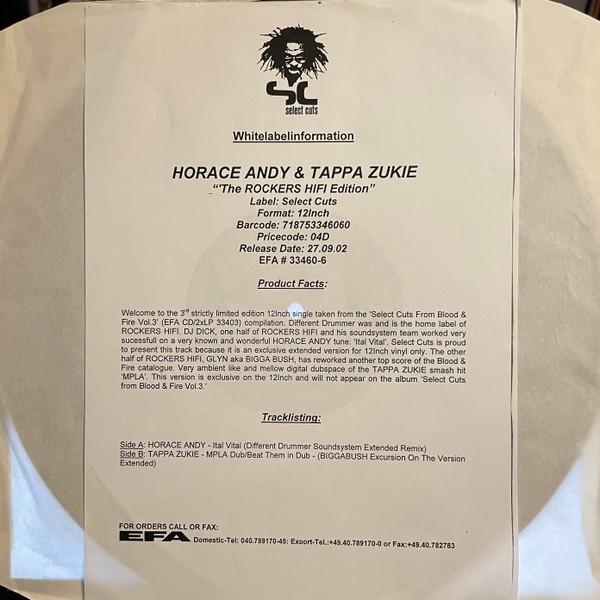 SC
select cuts
Whitelabelinformation
HORACE ANDY & TAPPA ZUKIE
„“'The ROCKERS HIFI Edition”
Label: Select Cuts
Format: 12Inch
Barcode: 718753346060
Pricecode: 04D
Release Date: 27.09.02
EFA # 33460-6
Product Facts:
Welcome to the 3rd strictly limited edition 12Inch single taken from the 'Select Cuts From Blood &
Fire Vol.3' (EFA CD/2xLP 33403) compilation. Different Drummer was and is the home label of
ROCKERS HIFI. DJ DICK, one half of ROCKERS HIFI and his soundsystem team worked very
sucessfull on a very known and wonderful HORACE ANDY tune: 'Ital Vital'. Select Cuts is proud
to present this track because it is an exclusive extended version for 12Inch vinyl only. The other
half of ROCKERS HIFI, GLYN aka BIGGA BUSH, has reworked another top score of the Blood &
Fire catalogue. Very ambient like and mellow digital dubspace of the TAPPA ZUKIE smash hit
'MPLA'. This version is exclusive on the 12Inch and will not appear on the album 'Select Cuts
from Blood & Fire Vol.3.'
Tracklisting:
Side A: HORACE ANDY - Ital Vital (Different Drummer Soundsystem Extended Remix)
Side B: TAPPA ZUKIE - MPLA Dub/Beat Them in Dub - (BIGGABUSH Excursion On The Version
Extended)
FOR ORDERS CALL OR FAX:
EFA Domestic-Tel: 040.789170-45: Export-Tel.:+49.40.789170-0 or Fax:+49.40.782783